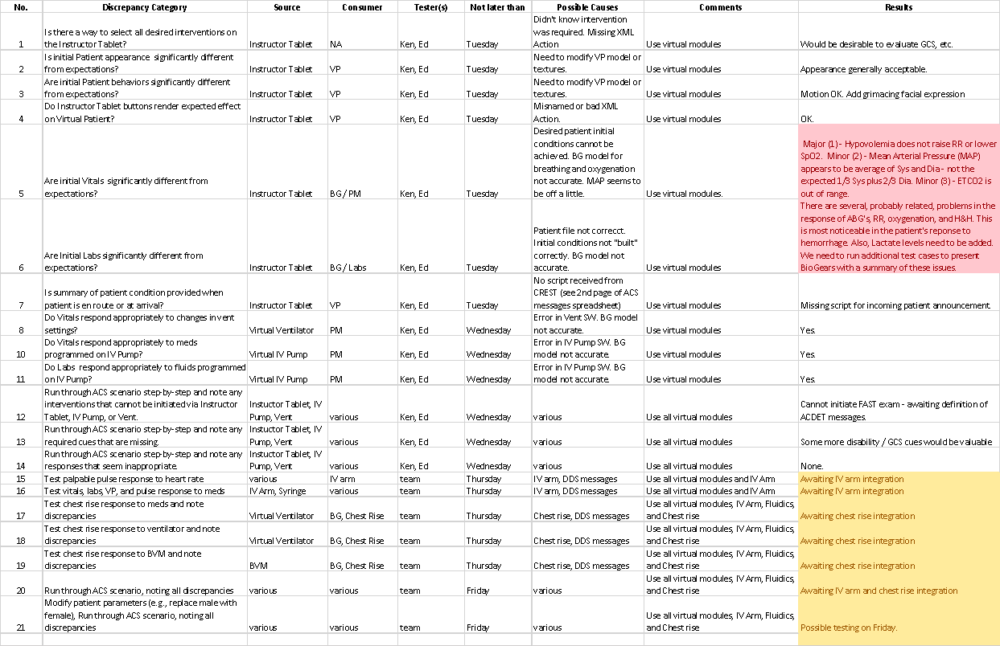 No. Discrepancy Category Source Consumer Tester(s) Not later than Possible Causes Comments Results
1 Is there a way to select all desired interventions on the Instructor Tablet? Instructor Tablet NA Ken, Ed Tuesday Didn't know intervention was required. Missing XML Action Use virtual modules Would be desirable to evaluate GCS, etc.
2 Is initial Patient appearance significantly different from expectations? Instructor Tablet VP Ken, Ed Tuesday Need to modify VP model or textures. Use virtual modules Appearance generally acceptable.
3 Are initial Patient behaviors significantly different from expectations? Instructor Tablet VP Ken, Ed Tuesday Need to modify VP model or textures. Use virtual modules Motion OK. Add grimacing facial expression
4 Do Instructor Tablet buttons render expected effect on Virtual Patient? Instructor Tablet VP Ken, Ed Tuesday Misnamed or bad XML Action. Use virtual modules OK.
5 Are initial Vitals significantly different from expectations? Instructor Tablet BG / PM Ken, Ed Tuesday Desired patient initial conditions cannot be achieved. BG model for breathing and oxygenation not accurate. MAP seems to be off a little. Use virtual modules. Major (1) - Hypovolemia does not raise RR or lower SpO2. Minor (2) - Mean Arterial Pressure (MAP) appears to be average of Sys and Dia - not the expected 1/3 Sys plus 2/3 Dia. Minor (3) - ETCO2 is out of range.
6 Are Initial Labs significantly different from expectations? Instructor Tablet BG / Labs Ken, Ed Tuesday Patient file not correcct. Initial conditions not "built" correctly. BG model not accurate. Use virtual modules There are several, probably related, problems in the response of ABG's, RR, oxygenation, and H&H. This is most noticeable in the patient's reponse to hemorrhage. Also, Lactate levels need to be added. We need to run additional test cases to present BioGears with a summary of these issues.
7 Is summary of patient condition provided when patient is en route or at arrival? Instructor Tablet VP Ken, Ed Tuesday No script received from CREST (see 2nd page of ACS messages spreadsheet) Use virtual modules Missing script for incoming patient announcement.
8 Do Vitals respond appropriately to changes in vent settings? Virtual Ventilator PM Ken, Ed Wednesday Error in Vent SW. BG model not accurate. Use virtual modules Yes.
10 Do Vitals respond appropriately to meds programmed on IV Pump? Virtual IV Pump PM Ken, Ed Wednesday Error in IV Pump SW. BG model not accurate. Use virtual modules Yes.
11 Do Labs respond appropriately to fluids programmed on IV Pump? Virtual IV Pump PM Ken, Ed Wednesday Error in IV Pump SW. BG model not accurate. Use virtual modules Yes.
12 Run through ACS scenario step-by-step and note any interventions that cannot be initiated via Instructor Tablet, IV Pump, or Vent. Instuctor Tablet, IV Pump, Vent various Ken, Ed Wednesday various Use all virtual modules Cannot initiate FAST exam - awaiting definition of ACDET messages.
13 Run through ACS scenario step-by-step and note any required cues that are missing. Instuctor Tablet, IV Pump, Vent various Ken, Ed Wednesday various Use all virtual modules Some more disability / GCS cues would be valuable
14 Run through ACS scenario step-by-step and note any responses that seem inappropriate. Instuctor Tablet, IV Pump, Vent various Ken, Ed Wednesday various Use all virtual modules None.
15 Test palpable pulse response to heart rate various IV arm team Thursday IV arm, DDS messages Use all virtual modules and IV Arm Awaiting IV arm integration
16 Test vitals, labs, VP, and pulse response to meds IV Arm, Syringe various team Thursday IV arm, DDS messages Use all virtual modules and IV Arm Awaiting IV arm integration
17 Test chest rise response to meds and note discrepancies Virtual Ventilator BG, Chest Rise team Thursday Chest rise, DDS messages Use all virtual modules, IV Arm, Fluidics, and Chest rise Awaiting chest rise integration
18 Test chest rise response to ventilator and note discrepancies Virtual Ventilator BG, Chest Rise team Thursday Chest rise, DDS messages Use all virtual modules, IV Arm, Fluidics, and Chest rise Awaiting chest rise integration
19 Test chest rise response to BVM and note discrepancies BVM BG, Chest Rise team Thursday Chest rise, DDS messages Use all virtual modules, IV Arm, Fluidics, and Chest rise Awaiting chest rise integration
20 Run through ACS scenario, noting all discrepancies various various team Friday various Use all virtual modules, IV Arm, Fluidics, and Chest rise Awaiting IV arm and chest rise integration
21 Modify patient parameters (e.g., replace male with female), Run through ACS scenario, noting all discrepancies various various team Friday various Use all virtual modules, IV Arm, Fluidics, and Chest rise Possible testing on Friday.